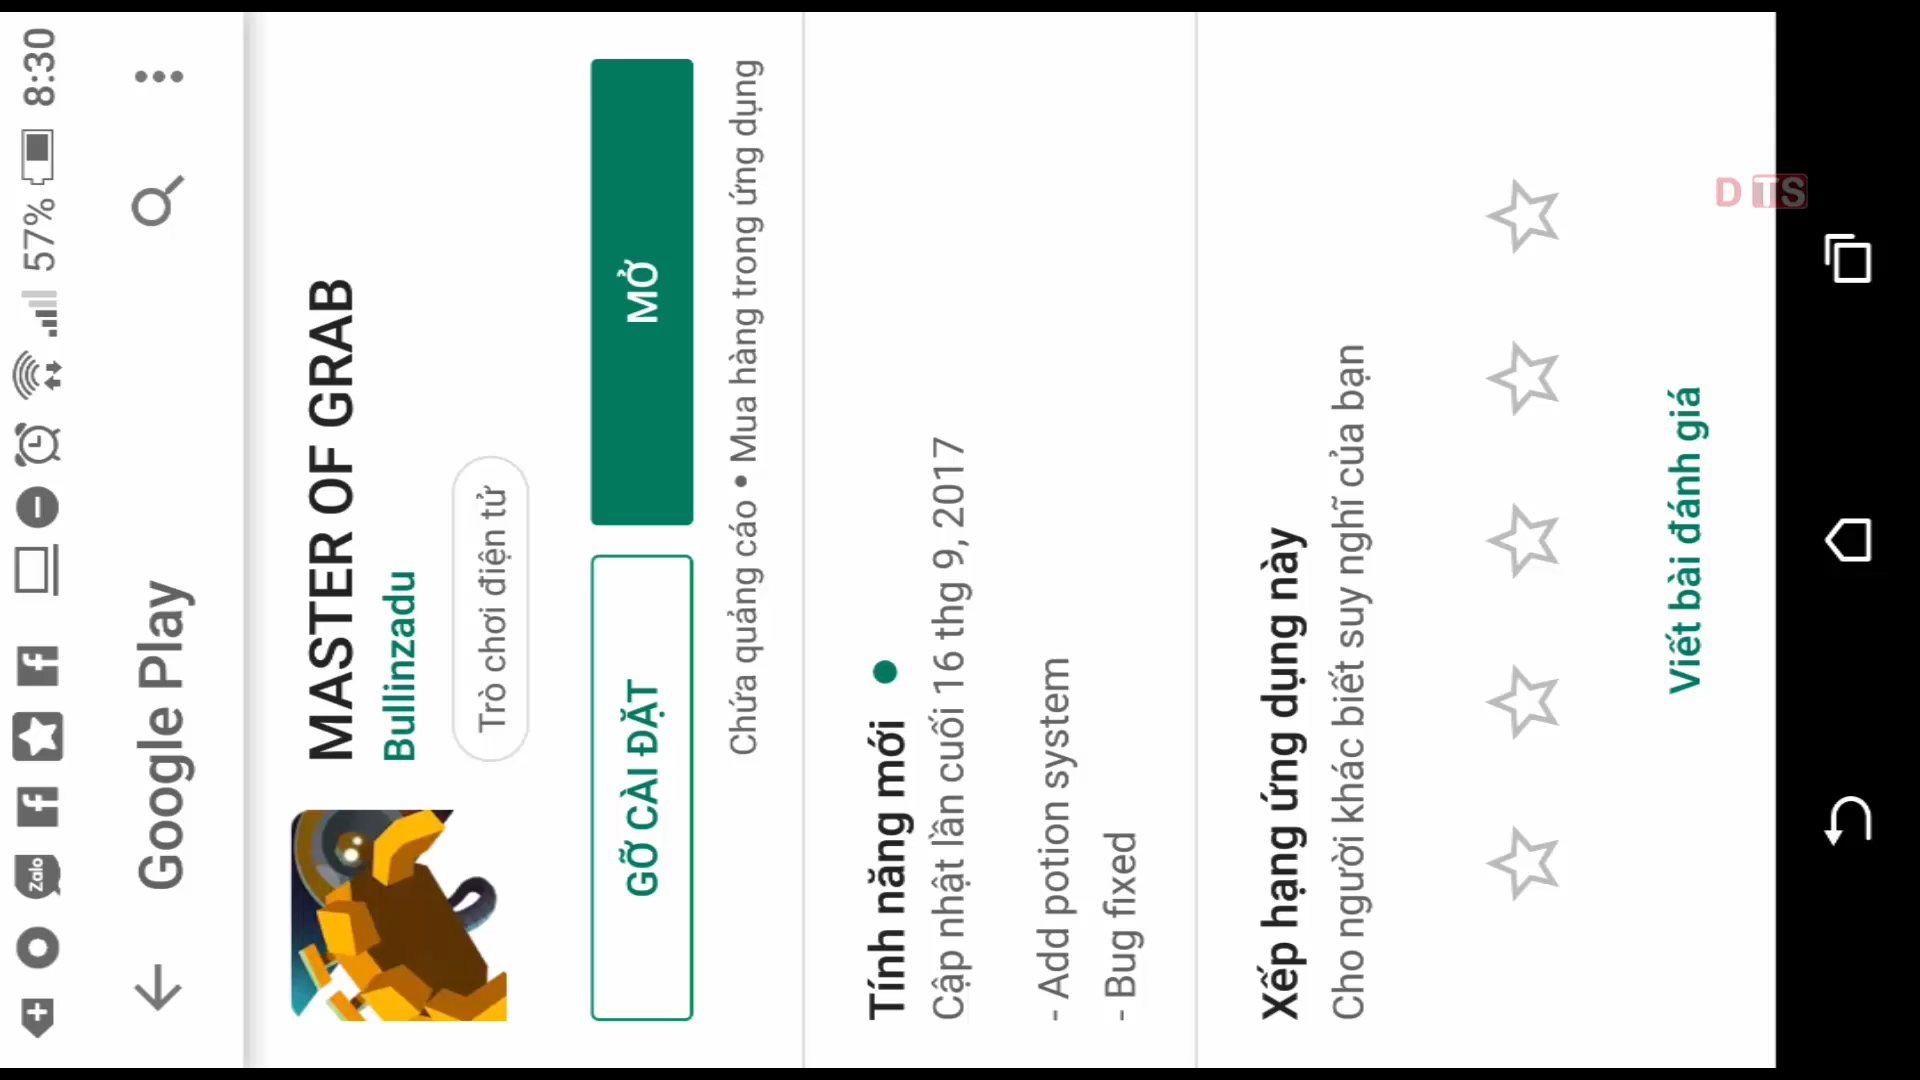 57% 8:30
Zalo
Google Play
MASTER OF GRAB
Bullinzadu
Trò chơi điện tử
GỠ CÀI ĐẶT
MỞ
Chứa quảng cáo • Mua hàng trong ứng dụng
Tính năng mới
Cập nhật lần cuối 16 thg 9, 2017
- Add potion system
- Bug fixed
Xếp hạng ứng dụng này
Cho người khác biết suy nghĩ của bạn
Viết bài đánh giá
D TS